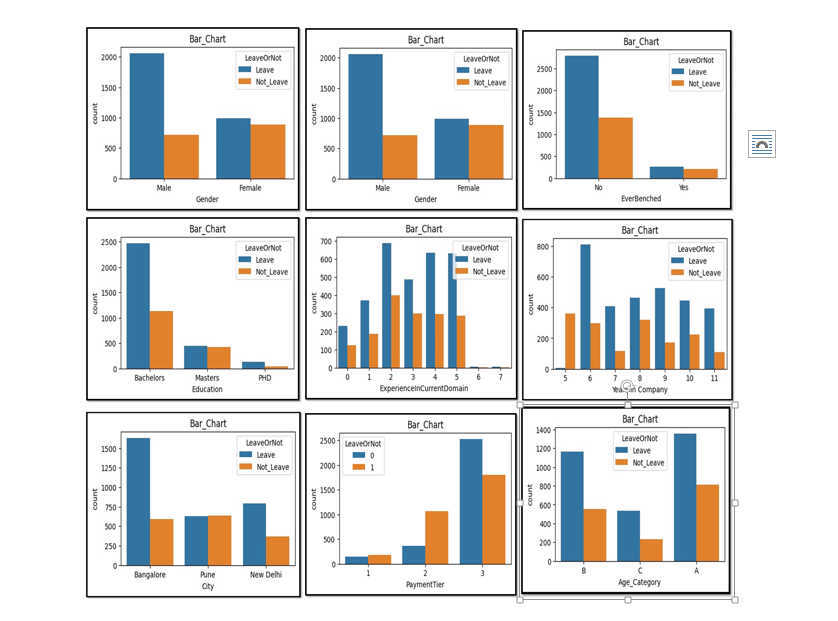 Bar_Chart
LeaveOrNot
Leave
Not_Leave
2000
1500
1000
500
0
count
Male Female
Gender
Bar_Chart
LeaveOrNot
Leave
Not_Leave
2000
1500
1000
500
0
count
Male Female
Gender
Bar_Chart
LeaveOrNot
Leave
Not_Leave
2500
2000
1500
1000
500
0
count
No Yes
EverBenched
Bar_Chart
LeaveOrNot
Leave
Not_Leave
2500
2000
1500
1000
500
0
count
Bachelors Masters PHD
Education
Bar_Chart
LeaveOrNot
Leave
Not_Leave
700
600
500
400
300
200
100
0
count
0 1 2 3 4 5 6 7
ExperienceInCurrentDomain
Bar_Chart
LeaveOrNot
Leave
Not_Leave
800
600
400
200
0
count
5 6 7 8 9 10 11
in Company
Bar_Chart
LeaveOrNot
Leave
Not_Leave
1500
1250
1000
750
500
250
0
count
Bangalore Pune New Delhi
City
Bar_Chart
LeaveOrNot
0
1
2500
2000
1500
1000
500
0
count
1 2 3
PaymentTier
Bar_Chart
LeaveOrNot
Leave
Not_Leave
1400
1200
1000
800
600
400
200
0
count
B C A
Age_Category